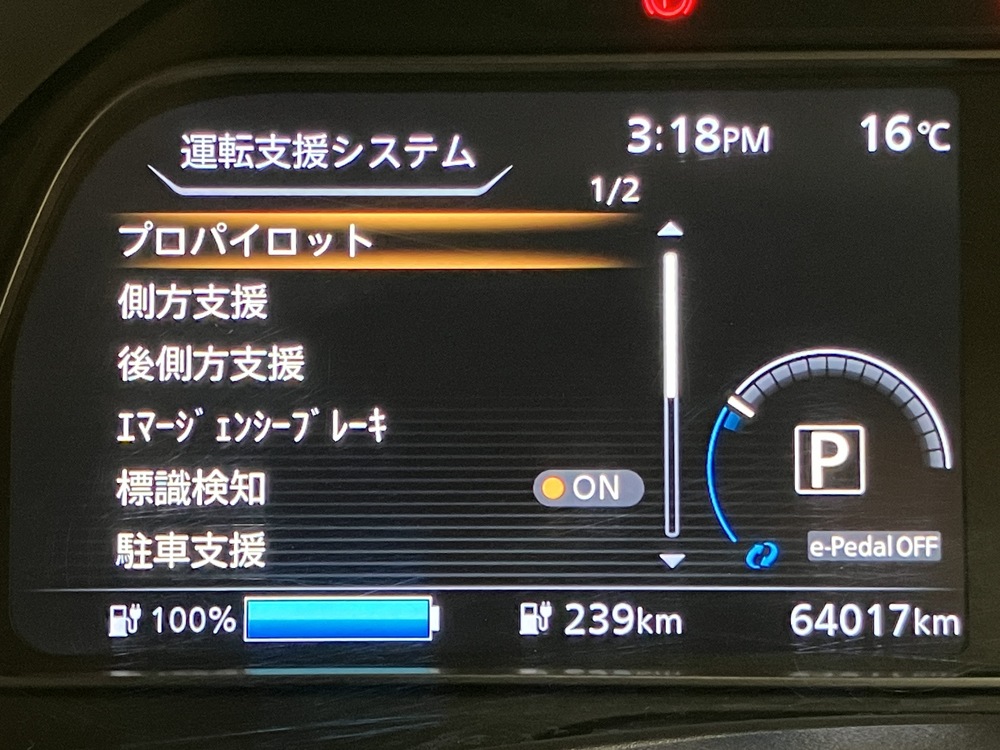 運転支援システム
3:18PM
16℃
1/2
プロパイロット
側方支援
後側方支援
ｴﾏｰｼﾞｪﾝｼｰﾌﾞﾚｰｷ
標識検知
ON
駐車支援
P
e-Pedal OFF
100%
239km
64017km